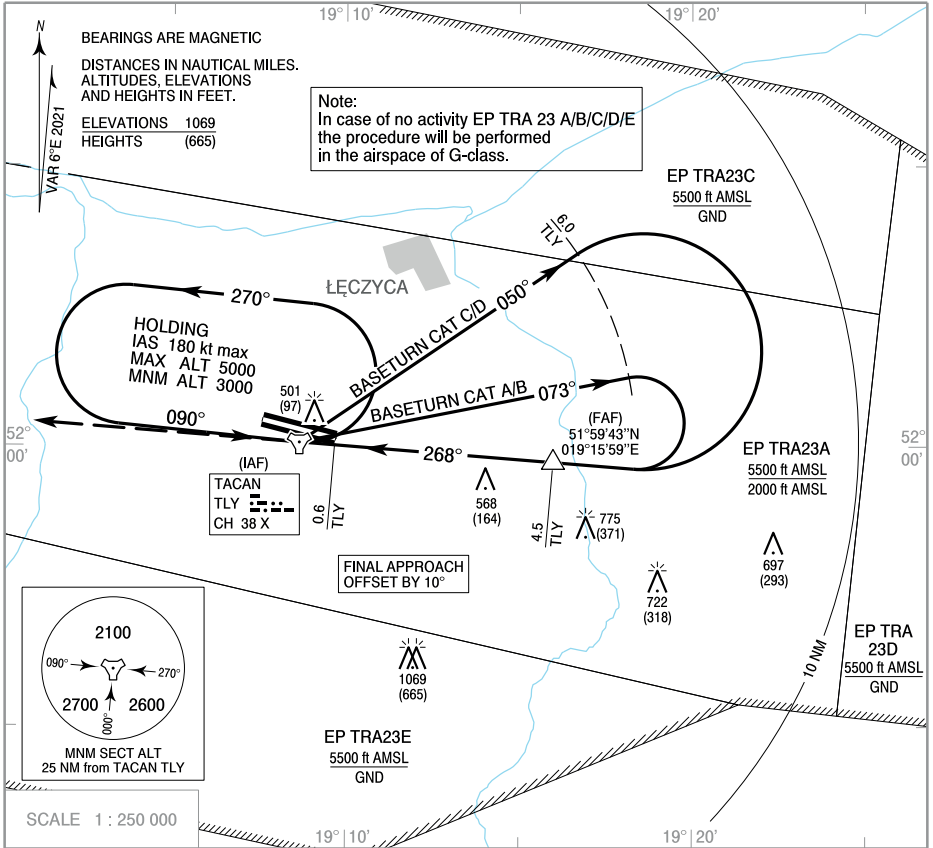 19° 10'
19° 20'
N
VAR 6°E 2021
BEARINGS ARE MAGNETIC
DISTANCES IN NAUTICAL MILES.
ALTITUDES, ELEVATIONS
AND HEIGHTS IN FEET.
ELEVATIONS 1069
HEIGHTS (665)
Note:
In case of no activity EP TRA 23 A/B/C/D/E
the procedure will be performed
in the airspace of G-class.
EP TRA23C
5500 ft AMSL
GND
6.0
TLY
ŁĘCZYCA
270°
HOLDING
IAS 180 kt max
MAX ALT 5000
MNM ALT 3000
BASETURN CAT C/D
050°
501
(97)
BASETURN CAT A/B
073°
090°
(FAF)
51°59'43"N
019°15'59"E
52°
00'
52°
00'
268°
EP TRA23A
5500 ft AMSL
2000 ft AMSL
(IAF)
TACAN
TLY
CH 38 X
0.6
TLY
568
(164)
4.5
TLY
775
(371)
697
(293)
FINAL APPROACH
OFFSET BY 10°
722
(318)
2100
090°
270°
2700
2600
000°
MNM SECT ALT
25 NM from TACAN TLY
1069
(665)
10 NM
EP TRA
23D
5500 ft AMSL
GND
EP TRA23E
5500 ft AMSL
GND
SCALE 1 : 250 000
19° 10'
19° 20'